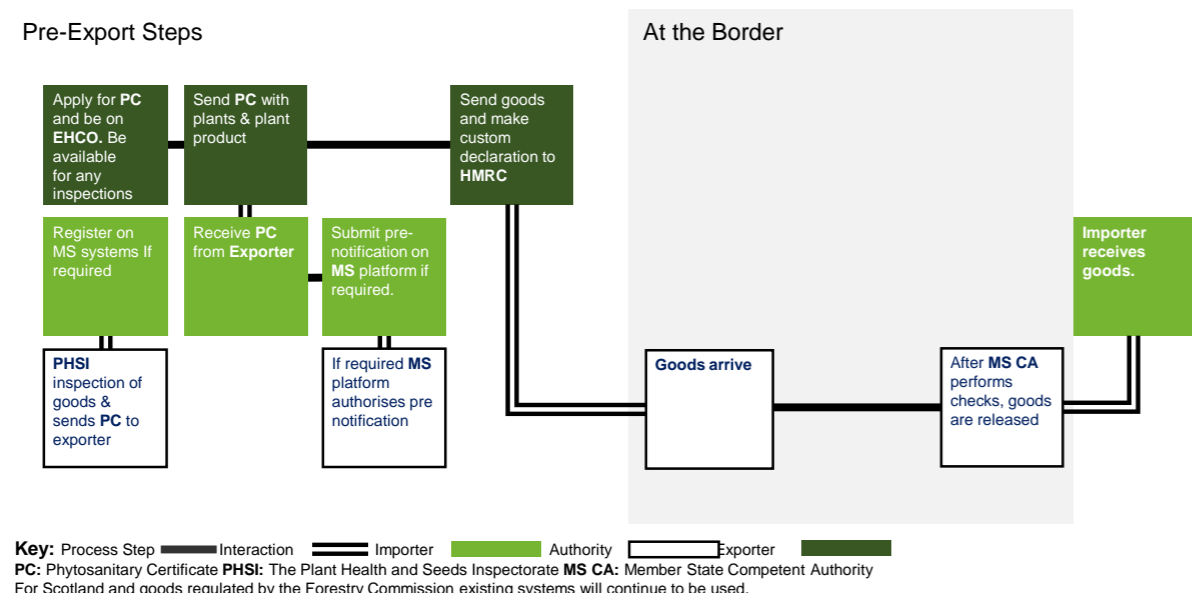 Pre-Export Steps
At the Border
Apply for PC
and be on
EHCO. Be
available
for any
inspections
Send PC with
plants & plant
product
Send goods
and make
custom
declaration to
HMRC
Register on
MS systems If
required
Receive PC
from Exporter
Submit pre-
notification on
MS platform if
required.
Importer
receives
goods.
PHSI
inspection of
goods &
sends PC to
exporter
If required MS
platform
authorises pre
notification
Goods arrive
After MS CA
performs
checks, goods
are released
Key: Process Step Interaction Importer Authority Exporter
PC: Phytosanitary Certificate PHSI: The Plant Health and Seeds Inspectorate MS CA: Member State Competent Authority
For Scotland and goods regulated by the Forestry Commission existing systems will continue to be used.